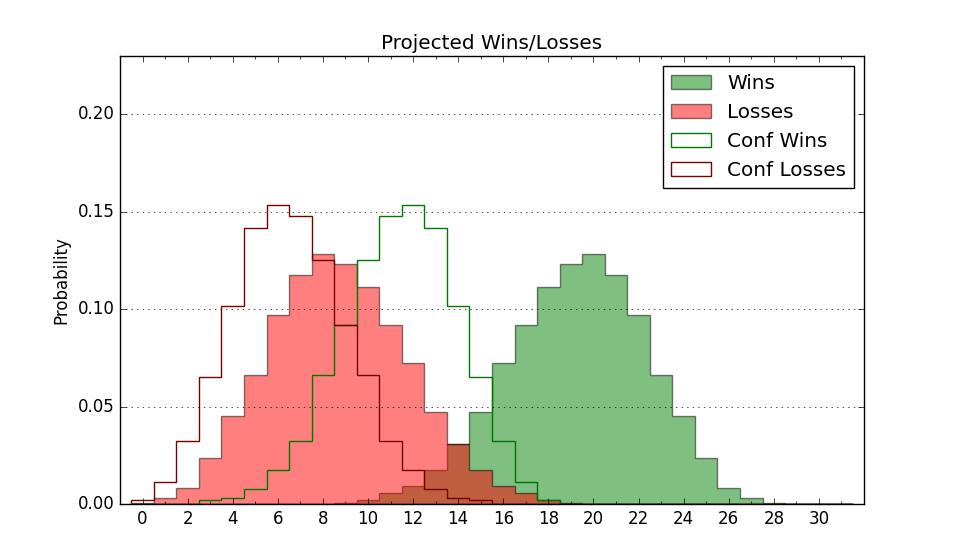 Projected Wins/Losses
Wins
Losses
Conf Wins
Conf Losses
Probability
0.20
0.15
0.10
0.05
0.00
0 2 4 6 8 10 12 14 16 18 20 22 24 26 28 30